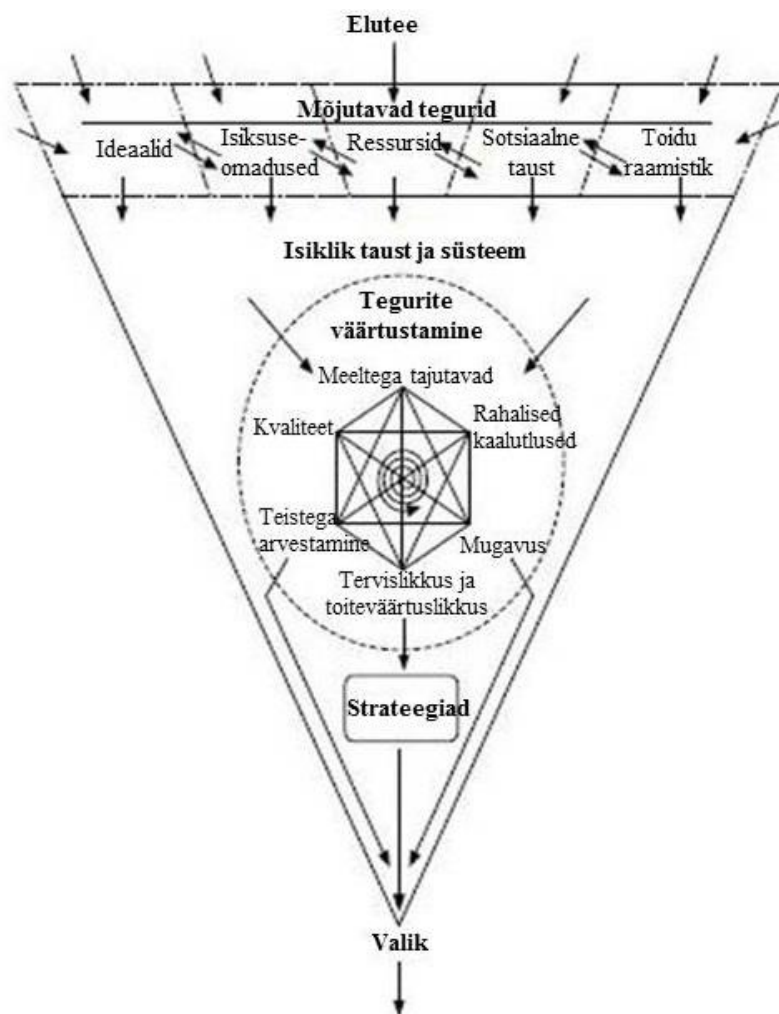 Elutee
Mõjutavad tegurid
Ideaalid
Isiksuse-
omadused
Ressursid
Sotsiaalne
taust
Toidu
raamistik
Isiklik taust ja süsteem
Tegurite
väärtustamine
Meeltega tajutavad
Kvaliteet
Rahalised
kaalutlused
Teistega
arvestamine
Mugavus
Tervislikkus ja
toiteväärtuslikkus
Strateegiad
Valik